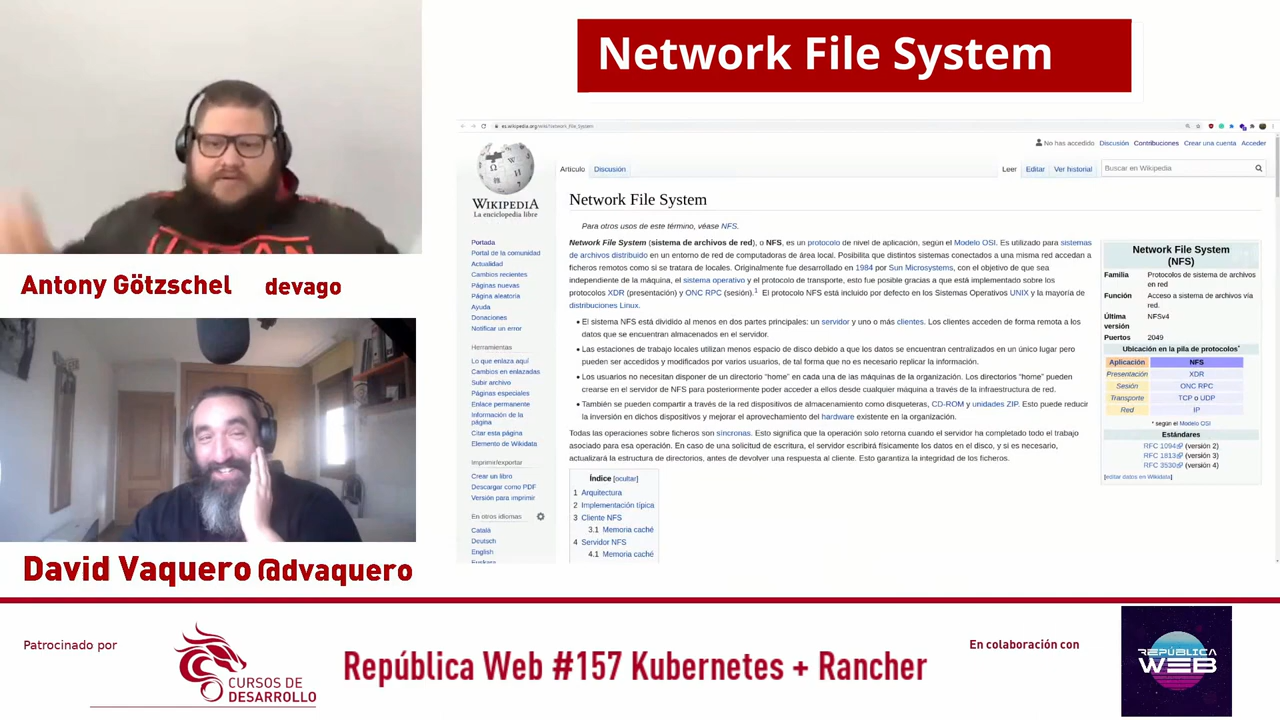 Network File System
es.wikipedia.org/wiki/Network_File_System
No has accedido Discusión Contribuciones Crear una cuenta Acceder
Artículo Discusión
Leer Editar Ver historial
Buscar en Wikipedia
WIKIPEDIA
La enciclopedia libre
Portada
Portal de la comunidad
Actualidad
Cambios recientes
Páginas nuevas
Página aleatoria
Ayuda
Donaciones
Notificar un error
Herramientas
Lo que enlaza aquí
Cambios en enlazadas
Subir archivo
Páginas especiales
Enlace permanente
Información de la
página
Citar esta página
Elemento de Wikidata
Imprimir/exportar
Crear un libro
Descargar como PDF
Versión para imprimir
En otros idiomas
Català
Deutsch
English
Euskara
Network File System
Para otros usos de este término, véase NFS.
Network File System (sistema de archivos de red), o NFS, es un protocolo de nivel de aplicación, según el Modelo OSI. Es utilizado para sistemas
de archivos distribuido en un entorno de red de computadoras de área local. Posibilita que distintos sistemas conectados a una misma red accedan a
ficheros remotos como si se tratara de locales. Originalmente fue desarrollado en 1984 por Sun Microsystems, con el objetivo de que sea
independiente de la máquina, el sistema operativo y el protocolo de transporte, esto fue posible gracias a que está implementado sobre los
protocolos XDR (presentación) y ONC RPC (sesión).1 El protocolo NFS está incluido por defecto en los Sistemas Operativos UNIX y la mayoría de
distribuciones Linux.
• El sistema NFS está dividido al menos en dos partes principales: un servidor y uno o más clientes. Los clientes acceden de forma remota a los
datos que se encuentran almacenados en el servidor.
• Las estaciones de trabajo locales utilizan menos espacio de disco debido a que los datos se encuentran centralizados en un único lugar pero
pueden ser accedidos y modificados por varios usuarios, de tal forma que no es necesario replicar la información.
• Los usuarios no necesitan disponer de un directorio “home” en cada una de las máquinas de la organización. Los directorios “home” pueden
crearse en el servidor de NFS para posteriormente poder acceder a ellos desde cualquier máquina a través de la infraestructura de red.
• También se pueden compartir a través de la red dispositivos de almacenamiento como disqueteras, CD-ROM y unidades ZIP. Esto puede reducir
la inversión en dichos dispositivos y mejorar el aprovechamiento del hardware existente en la organización.
Todas las operaciones sobre ficheros son síncronas. Esto significa que la operación solo retorna cuando el servidor ha completado todo el trabajo
asociado para esa operación. En caso de una solicitud de escritura, el servidor escribirá físicamente los datos en el disco, y si es necesario,
actualizará la estructura de directorios, antes de devolver una respuesta al cliente. Esto garantiza la integridad de los ficheros.
Índice [ocultar]
1 Arquitectura
2 Implementación típica
3 Cliente NFS
3.1 Memoria caché
4 Servidor NFS
4.1 Memoria caché
Network File System
(NFS)
Familia Protocolos de sistema de archivos en
red
Función Acceso a sistema de archivos vía
red.
Última NFSv4
versión
Puertos 2049
Ubicación en la pila de protocolos*
Aplicación NFS
Presentación XDR
Sesión ONC RPC
Transporte TCP o UDP
Red IP
* según el Modelo OSI
Estándares
RFC 1094 (versión 2)
RFC 1813 (versión 3)
RFC 3530 (versión 4)
[editar datos en Wikidata]
Antony Götzschel devago
David Vaquero @dvaquero
Patrocinado por
CURSOS DE
DESARROLLO
República Web #157 Kubernetes + Rancher
En colaboración con
REPÚBLICA
WEB